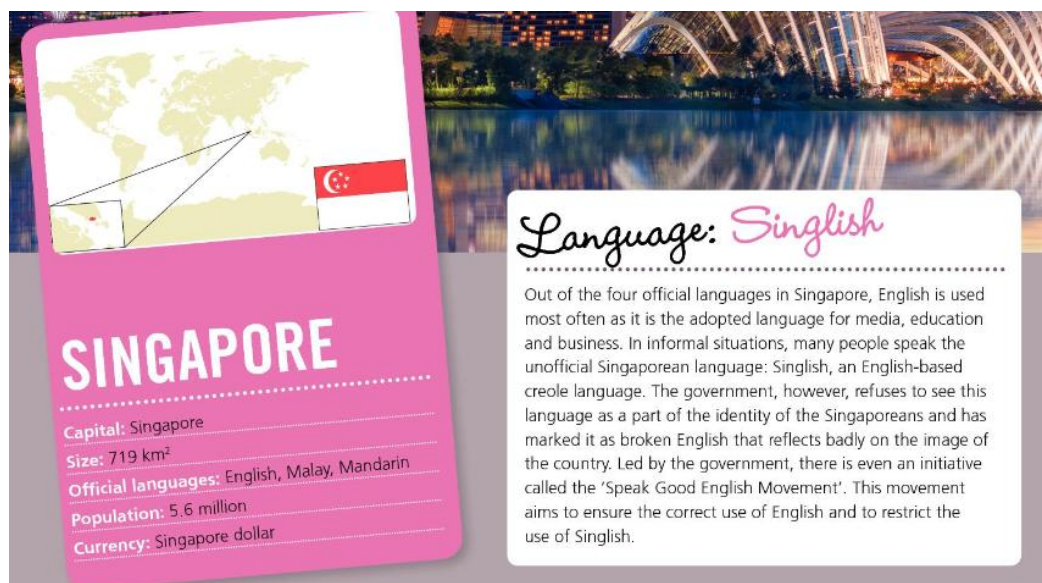 SINGAPORE
Capital: Singapore
Size: 719 km²
Official languages: English, Malay, Mandarin
Population: 5.6 million
Currency: Singapore dollar
Language: Singlish
Out of the four official languages in Singapore, English is used
most often as it is the adopted language for media, education
and business. In informal situations, many people speak the
unofficial Singaporean language: Singlish, an English-based
creole language. The government, however, refuses to see this
language as a part of the identity of the Singaporeans and has
marked it as broken English that reflects badly on the image of
the country. Led by the government, there is even an initiative
called the ‘Speak Good English Movement’. This movement
aims to ensure the correct use of English and to restrict the
use of Singlish.